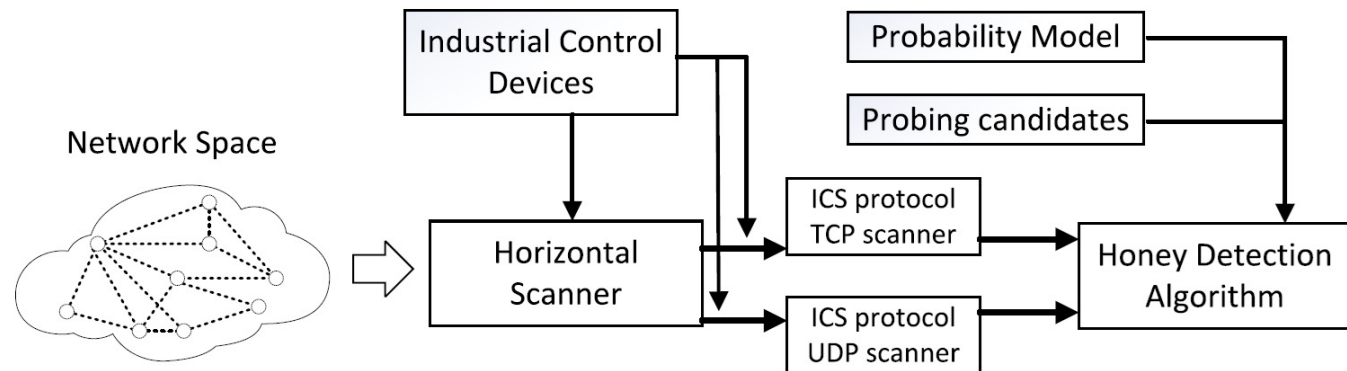 Network Space
Industrial Control
Devices
Horizontal
Scanner
ICS protocol
TCP scanner
ICS protocol
UDP scanner
Probability Model
Probing candidates
Honey Detection
Algorithm